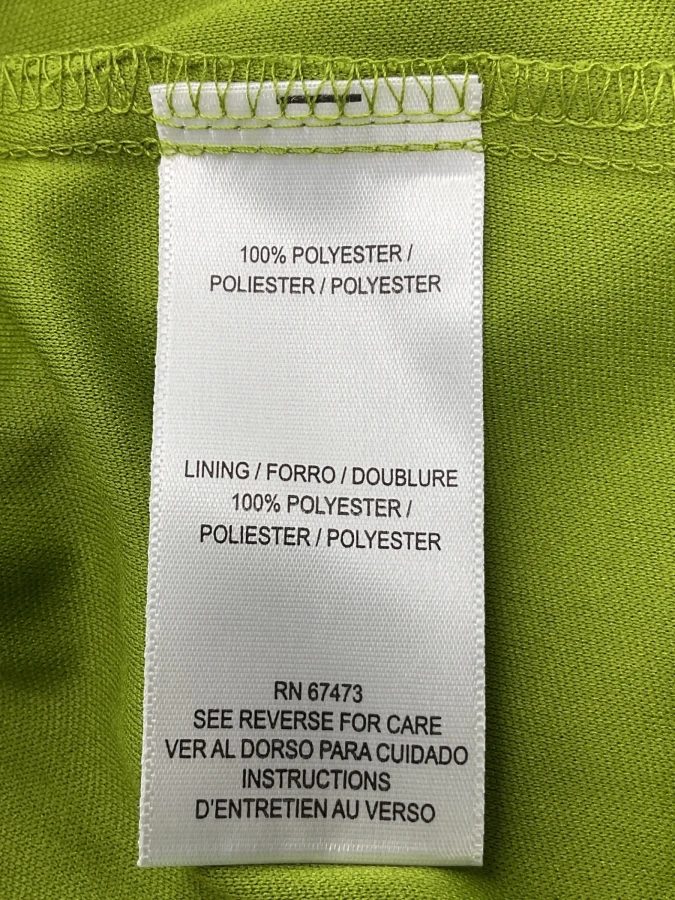 100% POLYESTER /
POLIESTER / POLYESTER
LINING / FORRO / DOUBLURE
100% POLYESTER /
POLIESTER / POLYESTER
RN 67473
SEE REVERSE FOR CARE
VER AL DORSO PARA CUIDADO
INSTRUCTIONS
D'ENTRETIEN AU VERSO